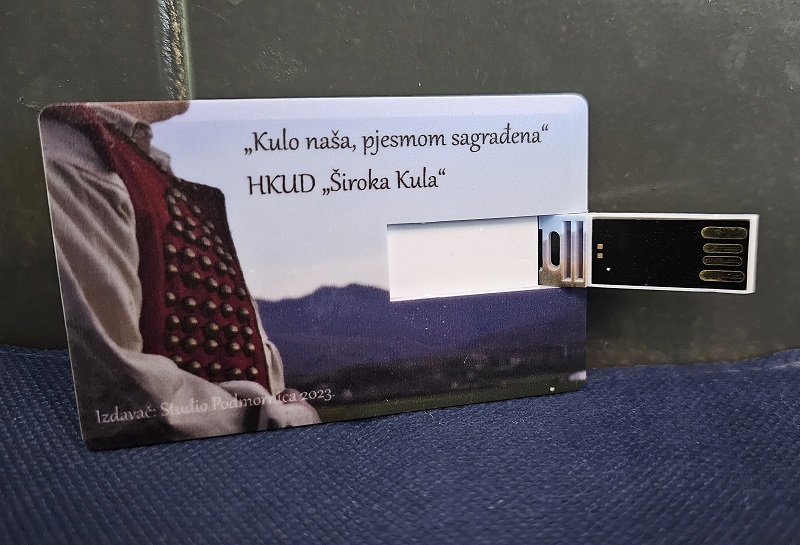 „Kulo naša, pjesmom sagrađena“
HKUD „Široka Kula“
Izdavač: Studio Podmornica 2023.